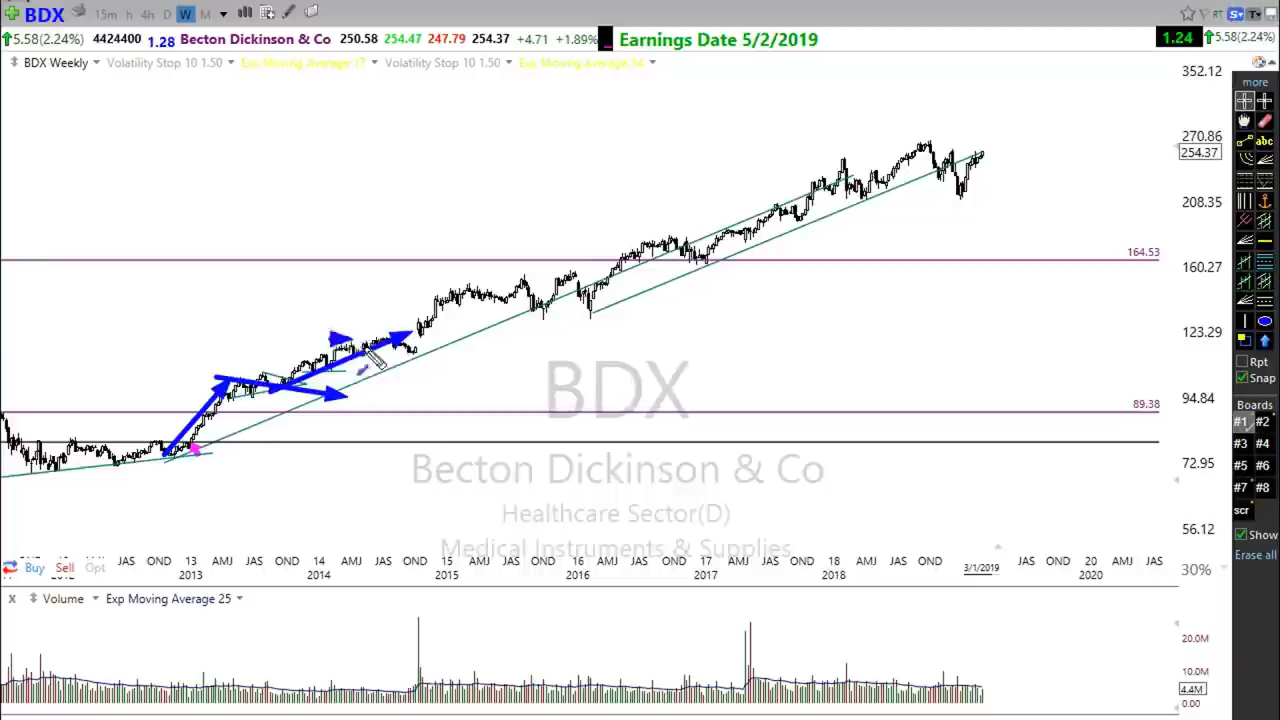 BDX 15m h 4h D W M RT S T
5.58(2.24%) 4424400 1.28 Becton Dickinson & Co 250.58 254.47 247.79 254.37 +4.71 +1.89% Earnings Date 5/2/2019 1.24 5.58(2.24%)
BDX Weekly Volatility Stop 10 1.50 Exp Moving Average 17 Volatility Stop 10 1.50 Exp Moving Average 34
352.12
more
270.86
254.37
abc
208.35
164.53
160.27
123.29
Rpt
BDX
Snap
94.84
89.38
Boards
#1 #2
#3 #4
Becton Dickinson & Co
72.95
#5 #6
#7 #8
Healthcare Sector(D)
scr
56.12
Show
Medical Instruments & Supplies
Erase all
JAS OND 13 AMJ JAS OND 14 AMJ JAS OND 15 AMJ JAS OND 16 AMJ JAS OND 17 AMJ JAS OND 18 AMJ JAS OND JAS OND 20 AMJ JAS
Buy Sell Opt 2012 2013 2014 2015 2016 2017 2018 3/1/2019 2020 30%
X Volume Exp Moving Average 25
20.0M
10.0M
4.4M
0.00